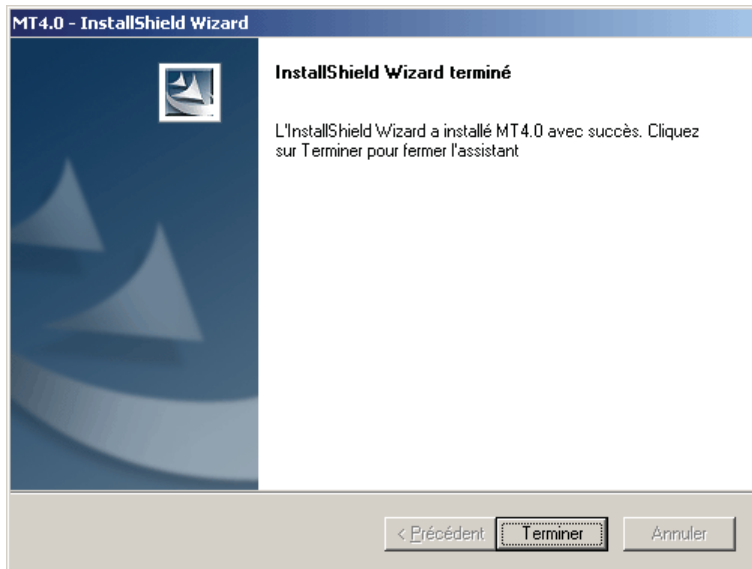 MT4.0 - InstallShield Wizard
InstallShield Wizard terminé
L'InstallShield Wizard a installé MT4.0 avec succès. Cliquez
sur Terminer pour fermer l'assistant
< Précédent Terminer Annuler